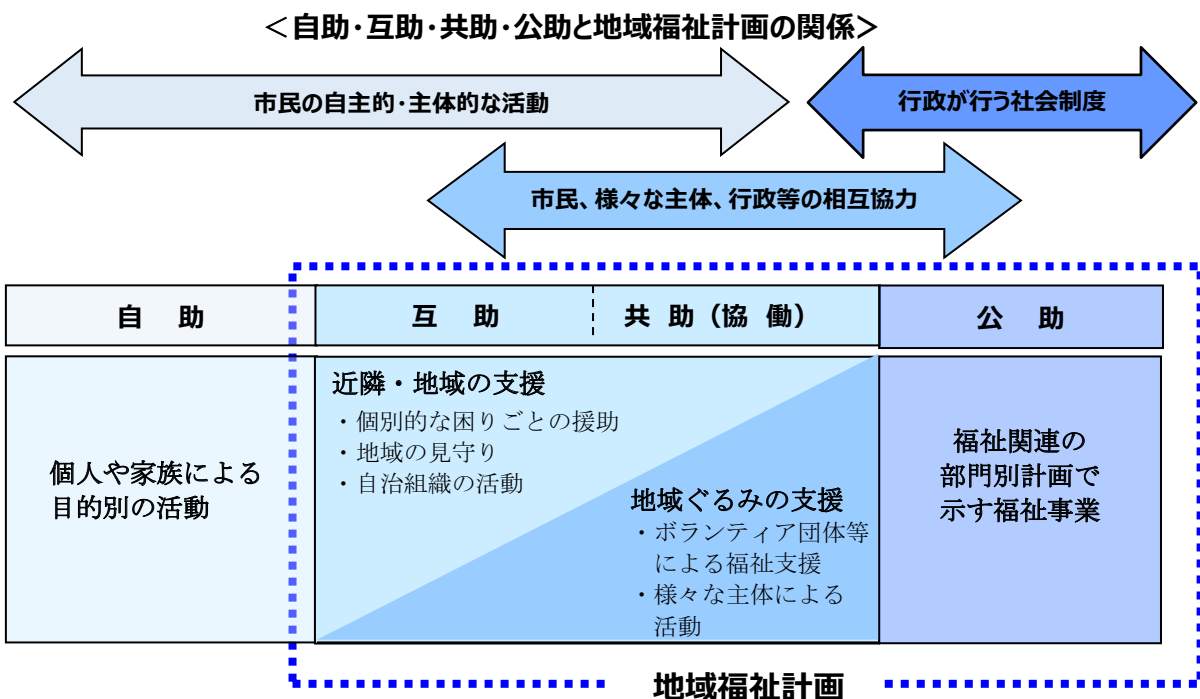 <自助・互助・共助・公助と地域福祉計画の関係>
市民の自主的・主体的な活動
行政が行う社会制度
市民、様々な主体、行政等の相互協力
自 助
互 助
共 助（協 働）
公 助
個人や家族による
目的別の活動
近隣・地域の支援
・個別的な困りごとの援助
・地域の見守り
・自治組織の活動
地域ぐるみの支援
・ボランティア団体等
による福祉支援
・様々な主体による
活動
福祉関連の
部門別計画で
示す福祉事業
地域福祉計画